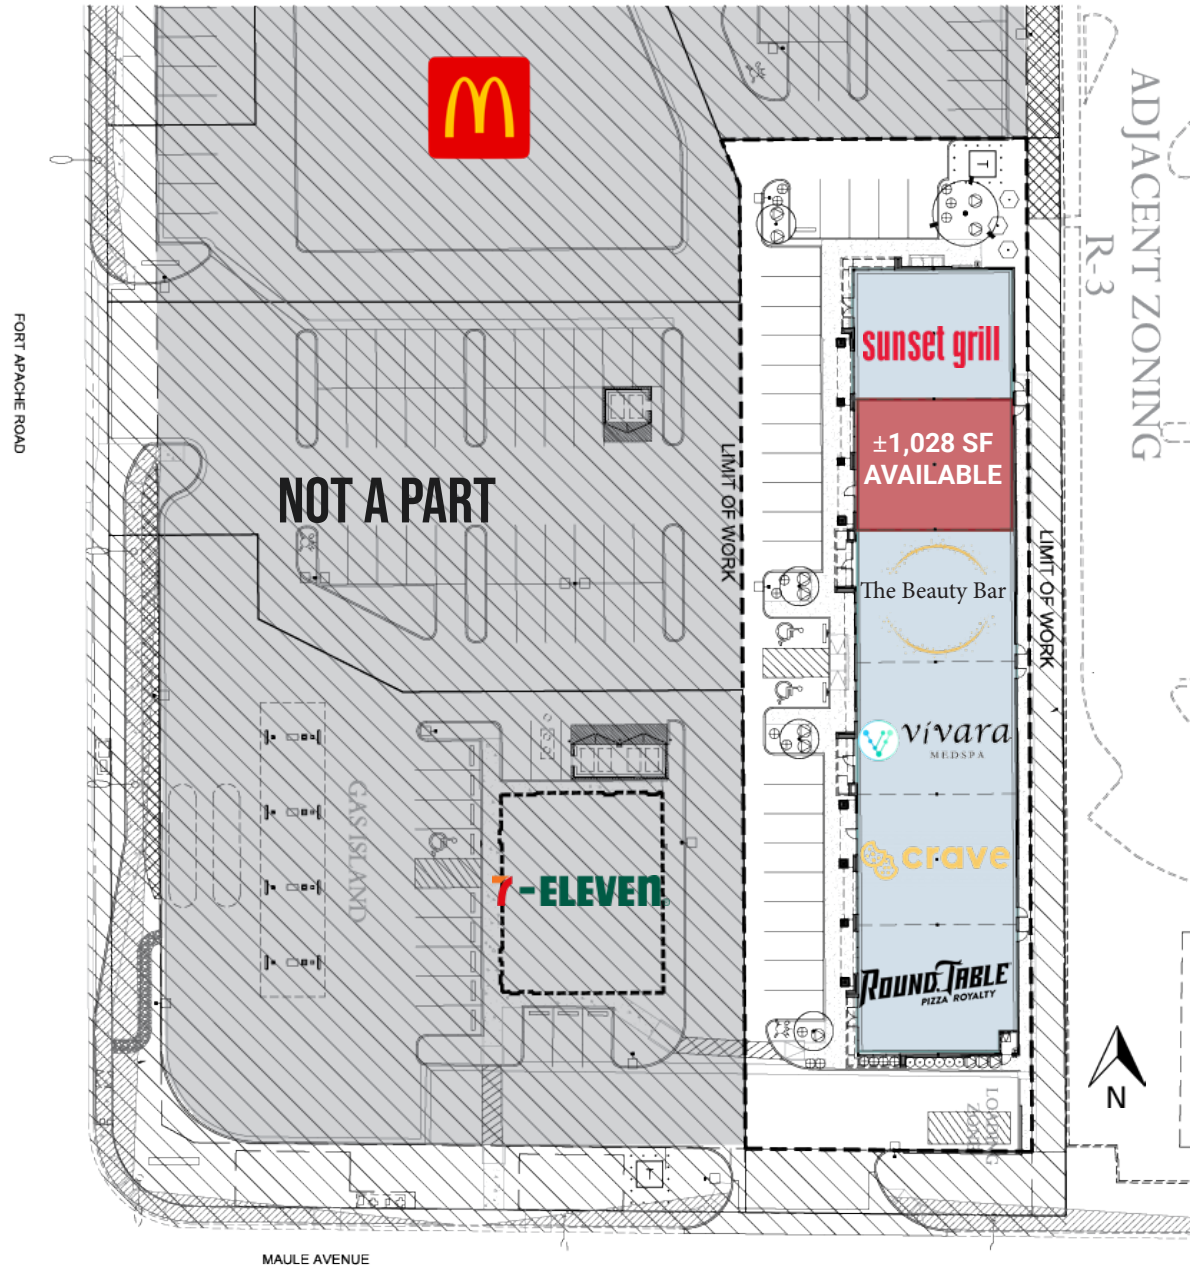 ADJACENT ZONING
R-3
T
sunset grill
±1,028 SF
AVAILABLE
FORT APACHE ROAD
NOT A PART
LIMIT OF WORK
LIMIT OF WORK
The Beauty Bar
vivara
MEDSPA
GAS ISLAND
crave
7-ELEVEN
ROUND TABLE
PIZZA ROYALTY
N
LOADING
ZONE
T
MAULE AVENUE